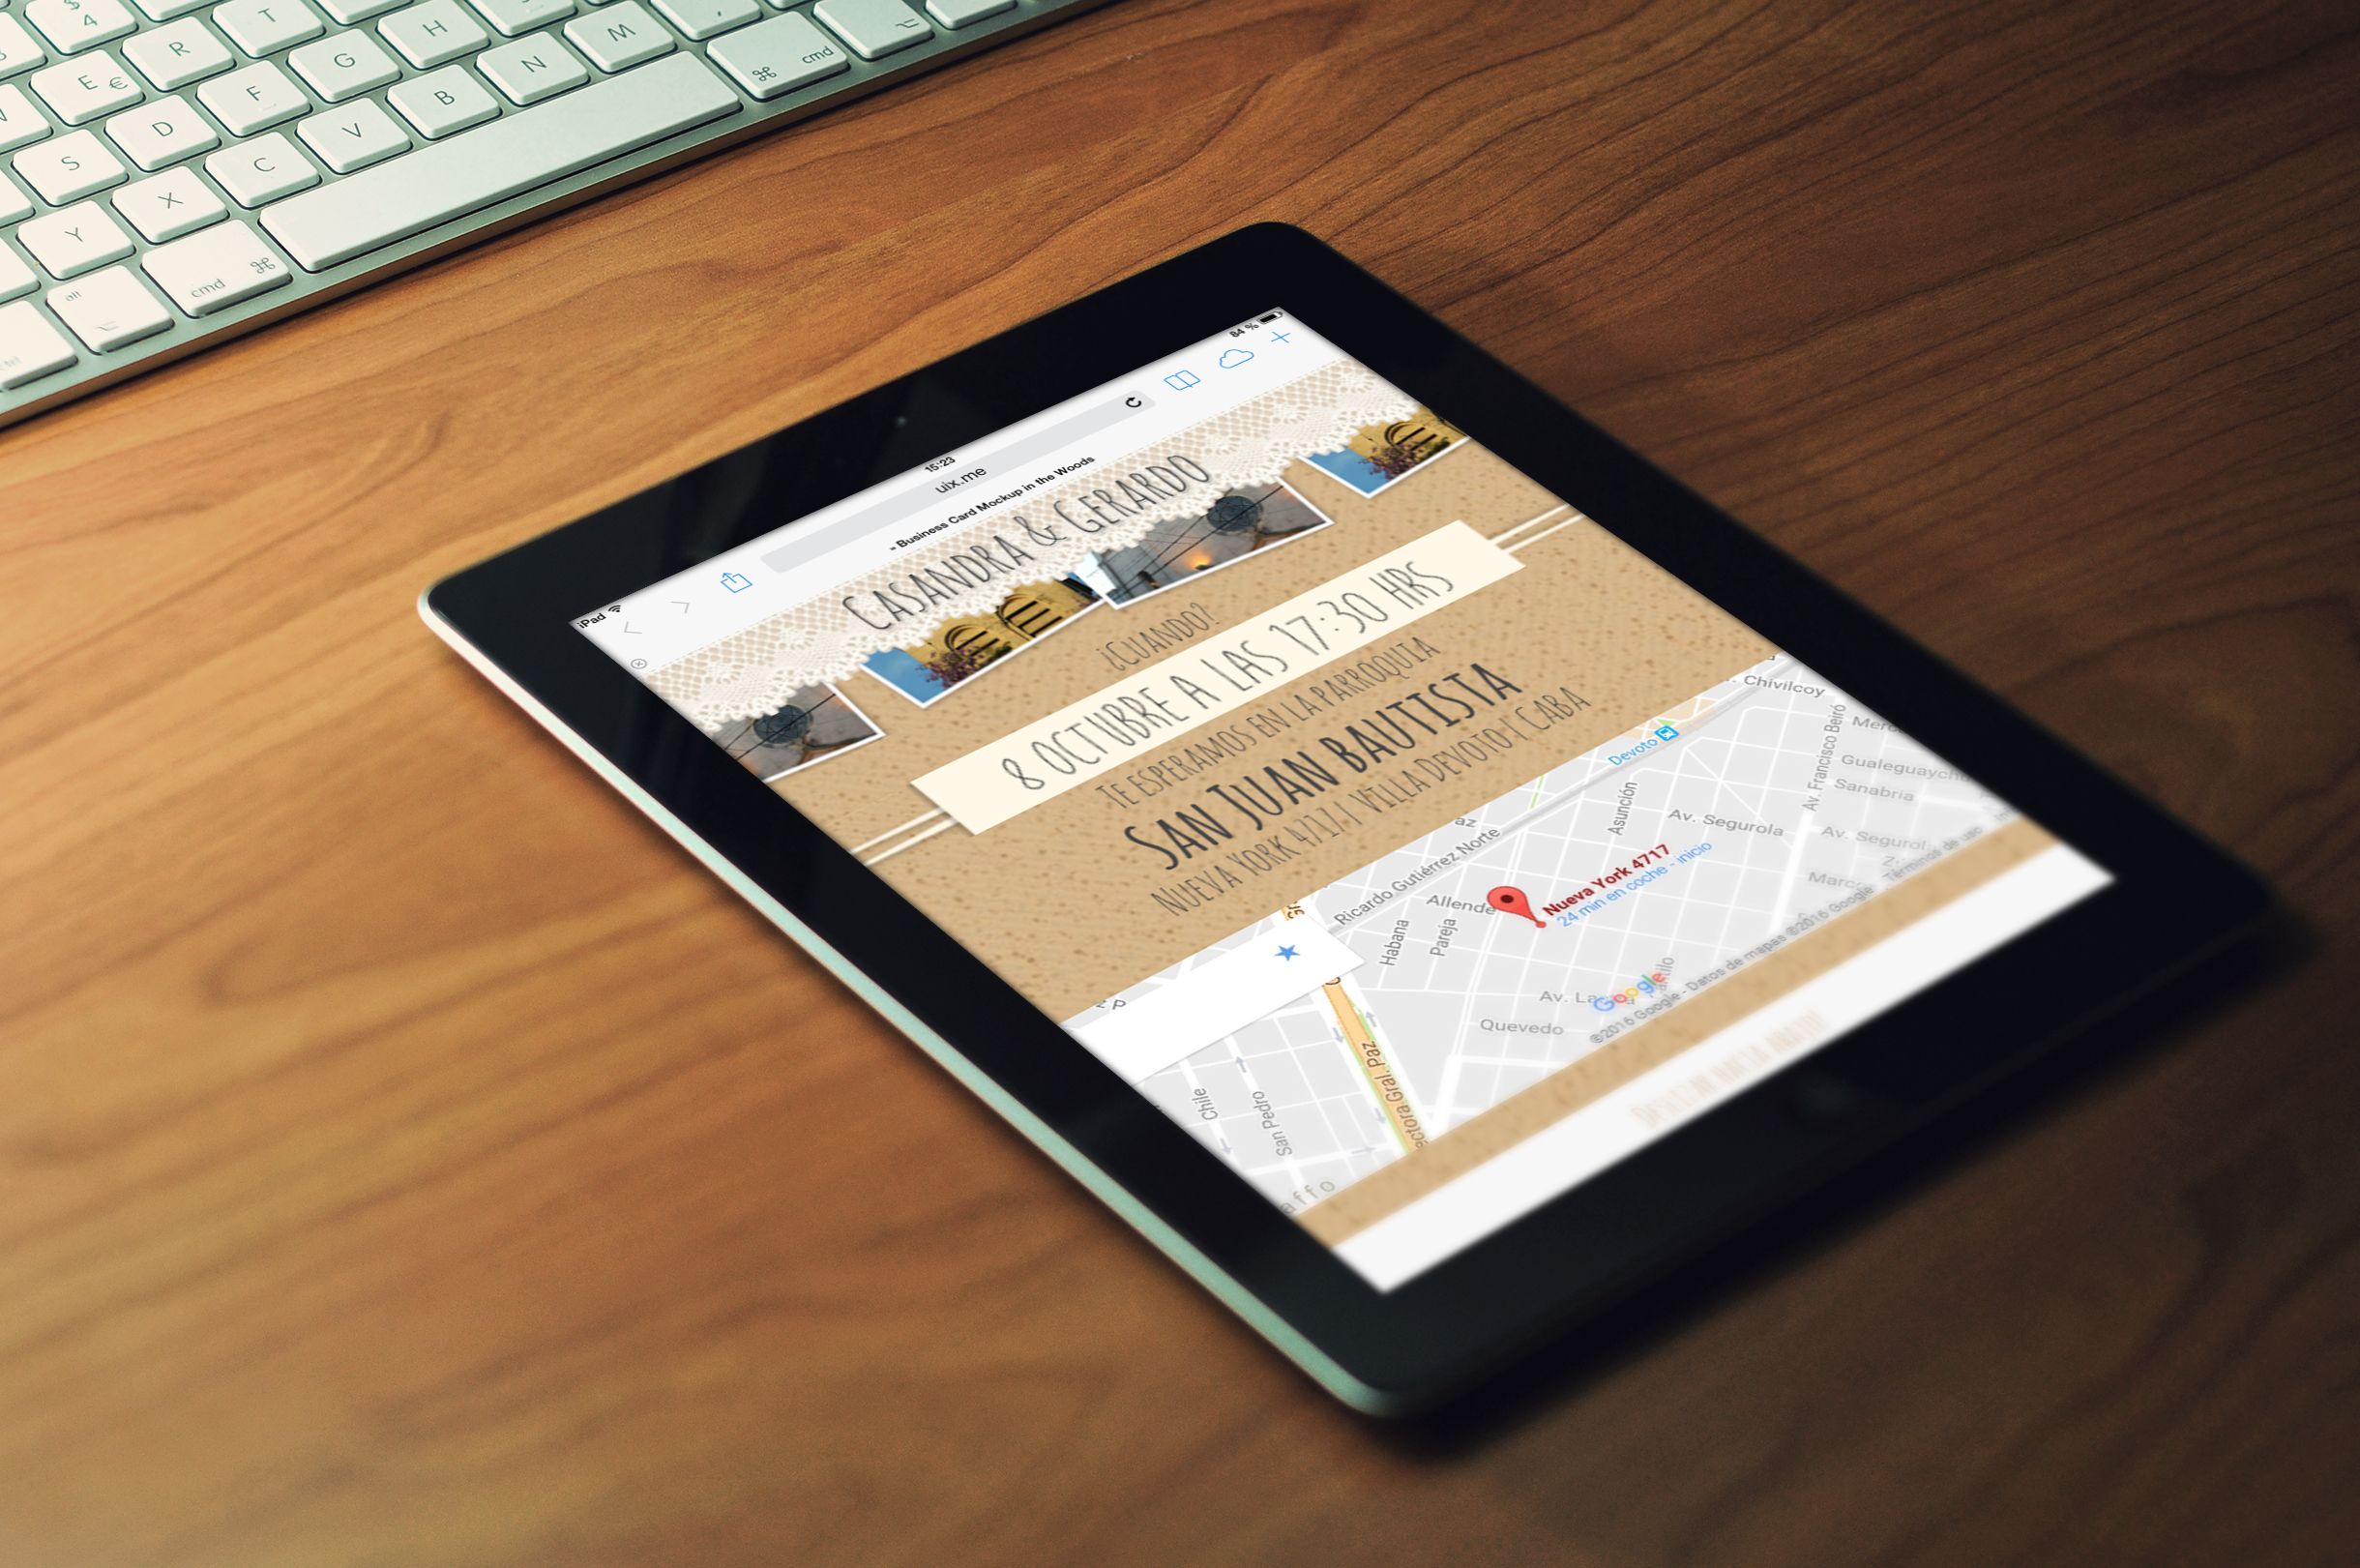 $
4
R
T
H
M
,
E €
F
G
N
⌘ cmd
⌥
S
D
V
B
X
C
Y
cmd ⌘
alt
⌥
iPad
15:23
84 %
uix.me
» Business Card Mockup in the Woods
CASANDRA & GERARDO
¿CUANDO?
8 OCTUBRE A LAS 17:30 HRS
TE ESPERAMOS EN LA PARROQUIA
SAN JUAN BAUTISTA
NUEVA YORK 4717 | VILLA DEVOTO | CABA
Chivilcoy
Av. Francisco Beiró
Devoto
Gualeguaychú
Sanabria
Asunción
Av. Segurola
Av. Segurol
az
Ricardo Gutiérrez Norte
Nueva York 4717
24 min en coche - inicio
Allende
Habana
Pareja
Av. La
Quevedo
Google
©2016 Google - Datos de mapas ©2016 Google
Términos de uso
Chile
San Pedro
ectora Gral. Paz
affo